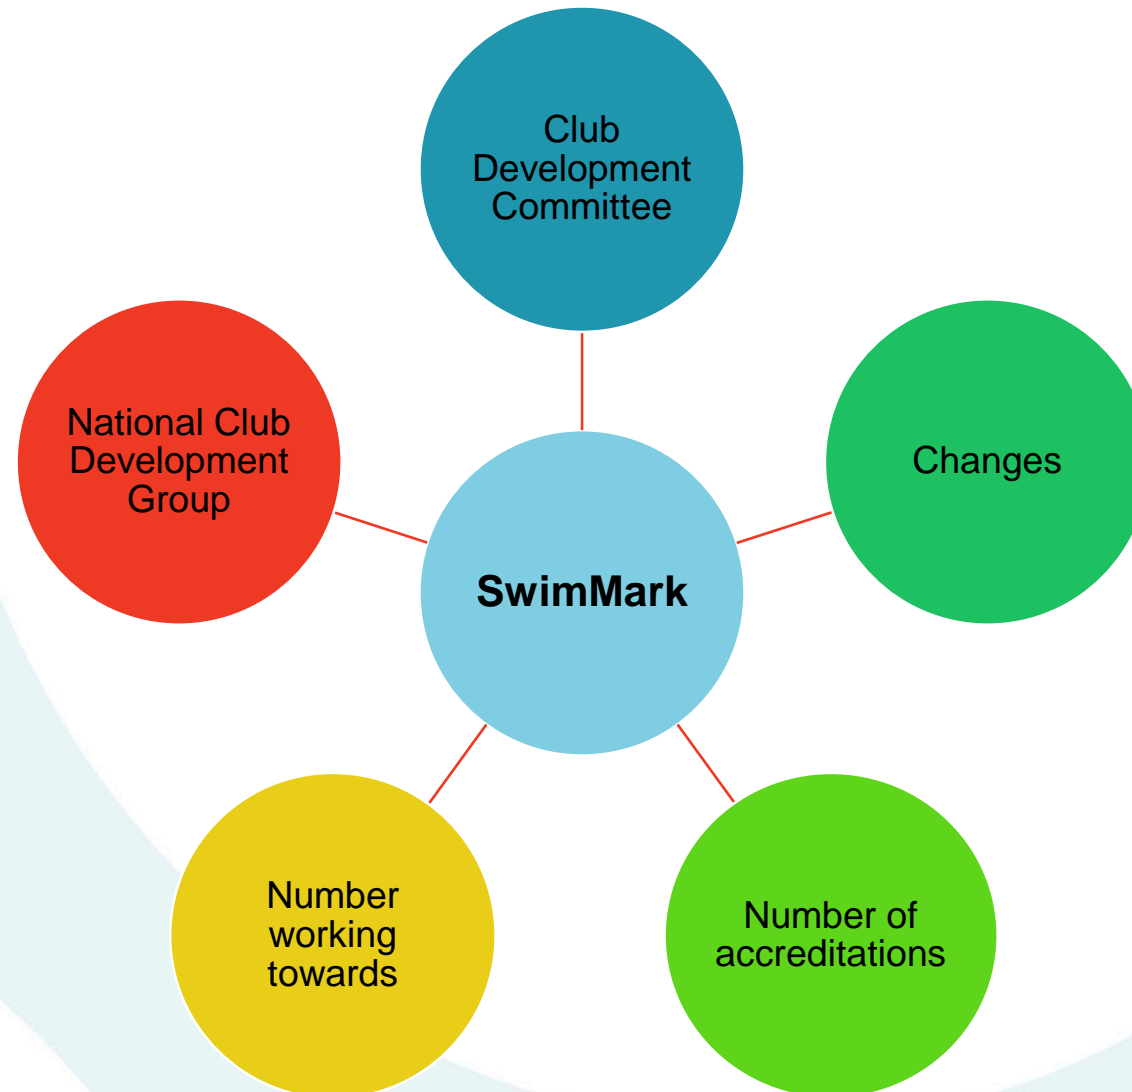 Club
Development
Committee
National Club
Development
Group
Changes
SwimMark
Number
working
towards
Number of
accreditations